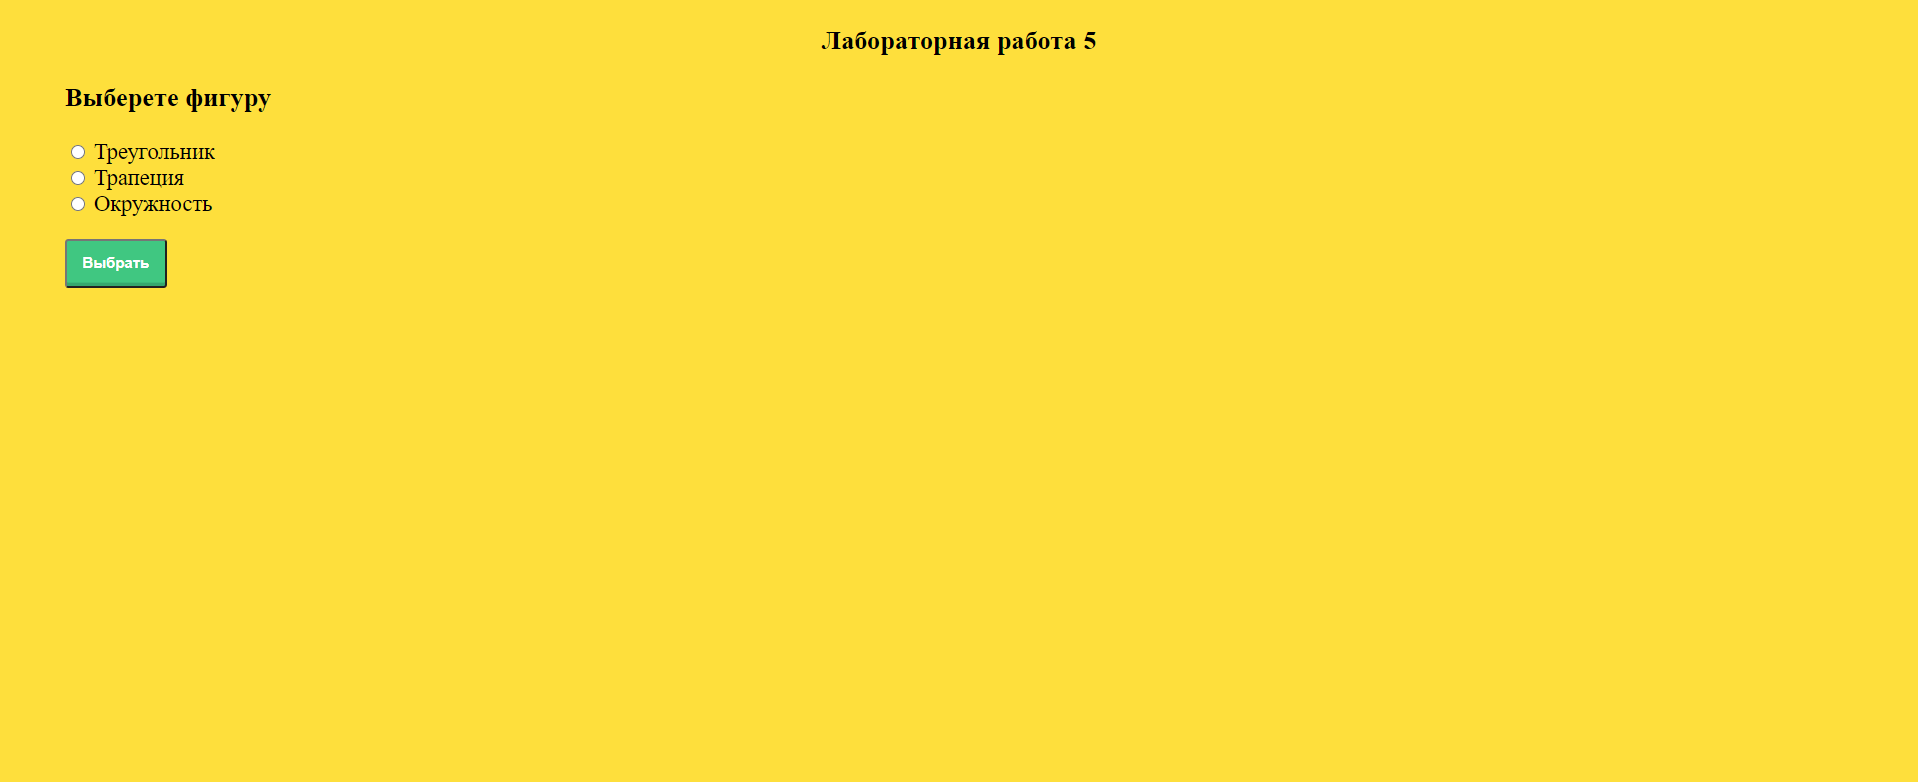 Лабораторная работа 5
Выберете фигуру
Треугольник
Трапеция
Окружность
Выбрать